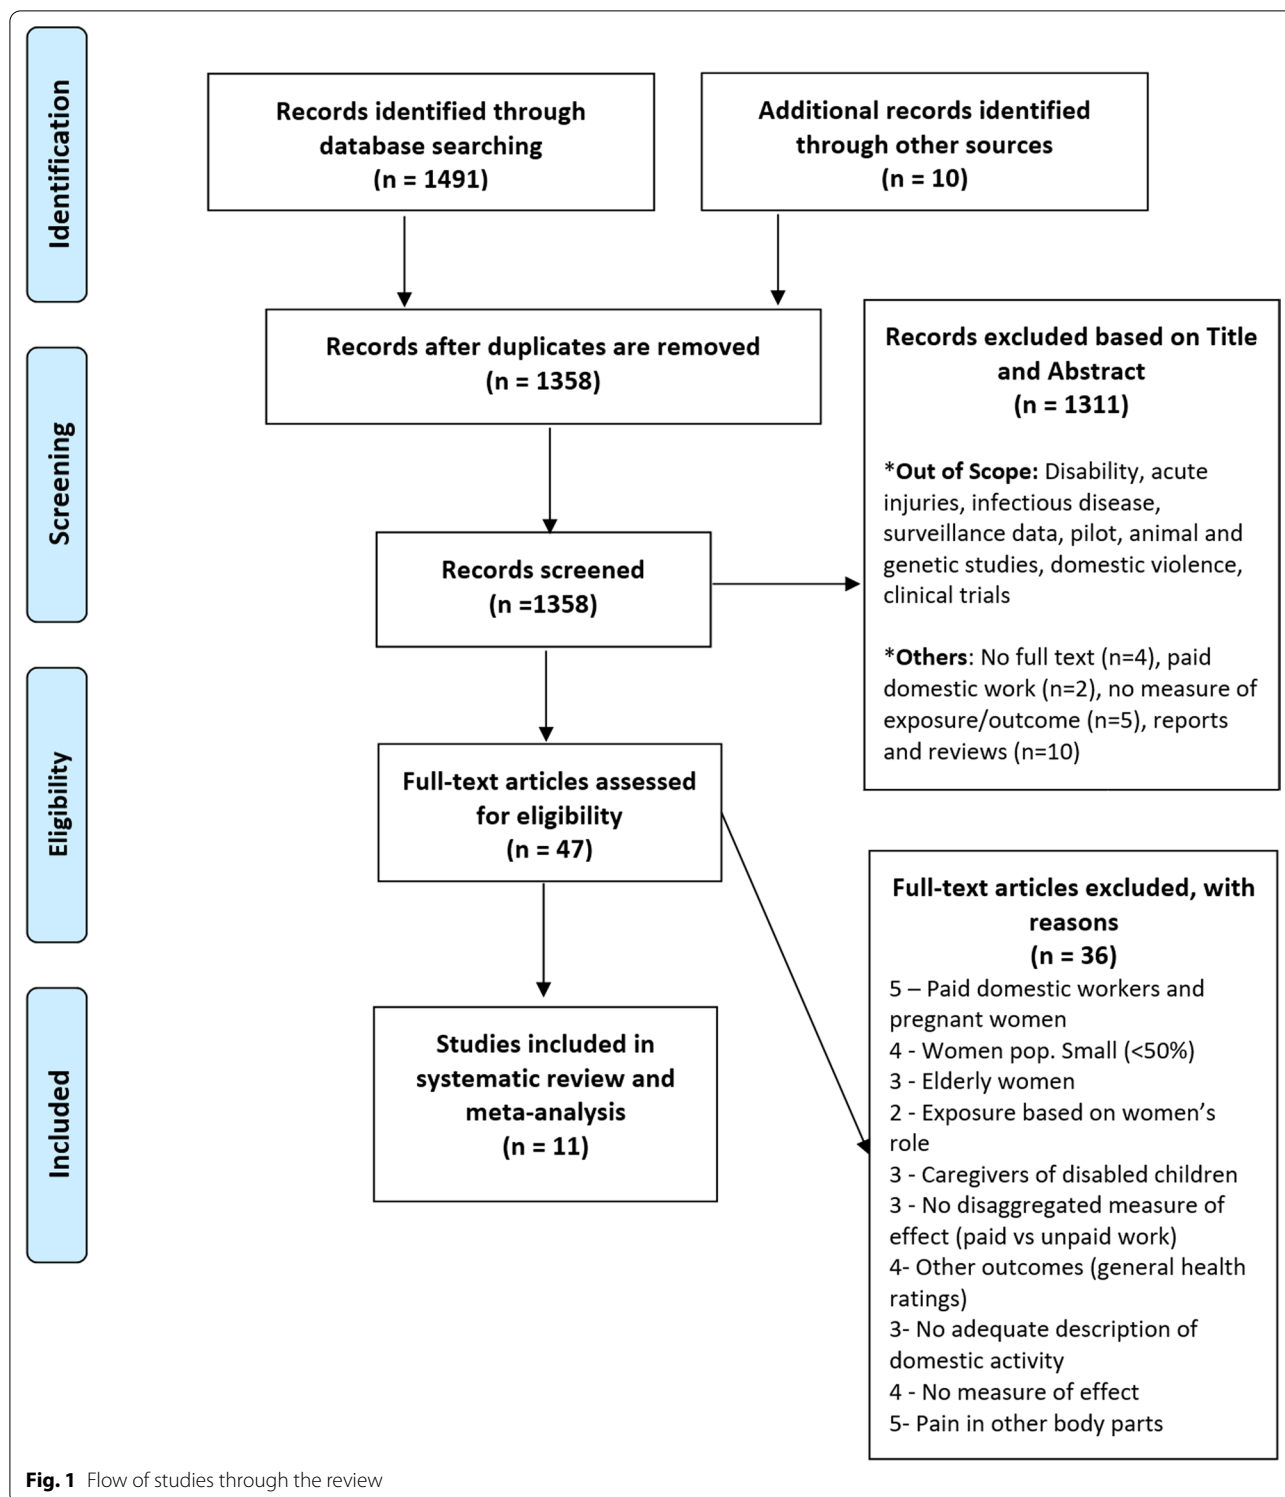 Identification
Records identified through
database searching
(n = 1491)
Additional records identified
through other sources
(n = 10)
Screening
Records after duplicates are removed
(n = 1358)
Records screened
(n =1358)
Records excluded based on Title
and Abstract
(n = 1311)
*Out of Scope: Disability, acute
injuries, infectious disease,
surveillance data, pilot, animal and
genetic studies, domestic violence,
clinical trials
*Others: No full text (n=4), paid
domestic work (n=2), no measure of
exposure/outcome (n=5), reports
and reviews (n=10)
Eligibility
Full-text articles assessed
for eligibility
(n = 47)
Full-text articles excluded, with
reasons
(n = 36)
5 – Paid domestic workers and
pregnant women
4 - Women pop. Small (<50%)
3 - Elderly women
2 - Exposure based on women’s
role
3 - Caregivers of disabled children
3 - No disaggregated measure of
effect (paid vs unpaid work)
4- Other outcomes (general health
ratings)
3- No adequate description of
domestic activity
4 - No measure of effect
5- Pain in other body parts
Included
Studies included in
systematic review and
meta-analysis
(n = 11)
Fig. 1 Flow of studies through the review